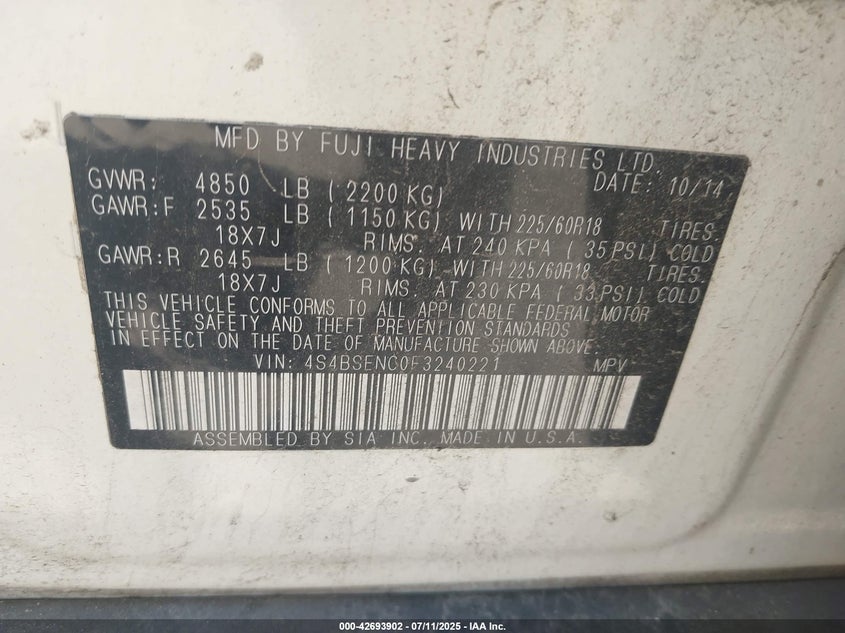 MFD BY FUJI HEAVY INDUSTRIES LTD.
DATE: 10/14
GVWR: 4850 LB (2200 KG)
GAWR:F 2535 LB (1150 KG) WITH 225/60R18 TIRES.
18X7J RIMS. AT 240 KPA (35 PSI) COLD
GAWR:R 2645 LB (1200 KG) WITH 225/60R18 TIRES.
18X7J RIMS. AT 230 KPA (33 PSI) COLD
THIS VEHICLE CONFORMS TO ALL APPLICABLE FEDERAL MOTOR
VEHICLE SAFETY AND THEFT PREVENTION STANDARDS
IN EFFECT ON THE DATE OF MANUFACTURE SHOWN ABOVE.
VIN: 4S4BSENC0F3240221 MPV
ASSEMBLED BY SIA INC. MADE IN U.S.A.
000-42693902 - 07/11/2025 - IAA Inc.